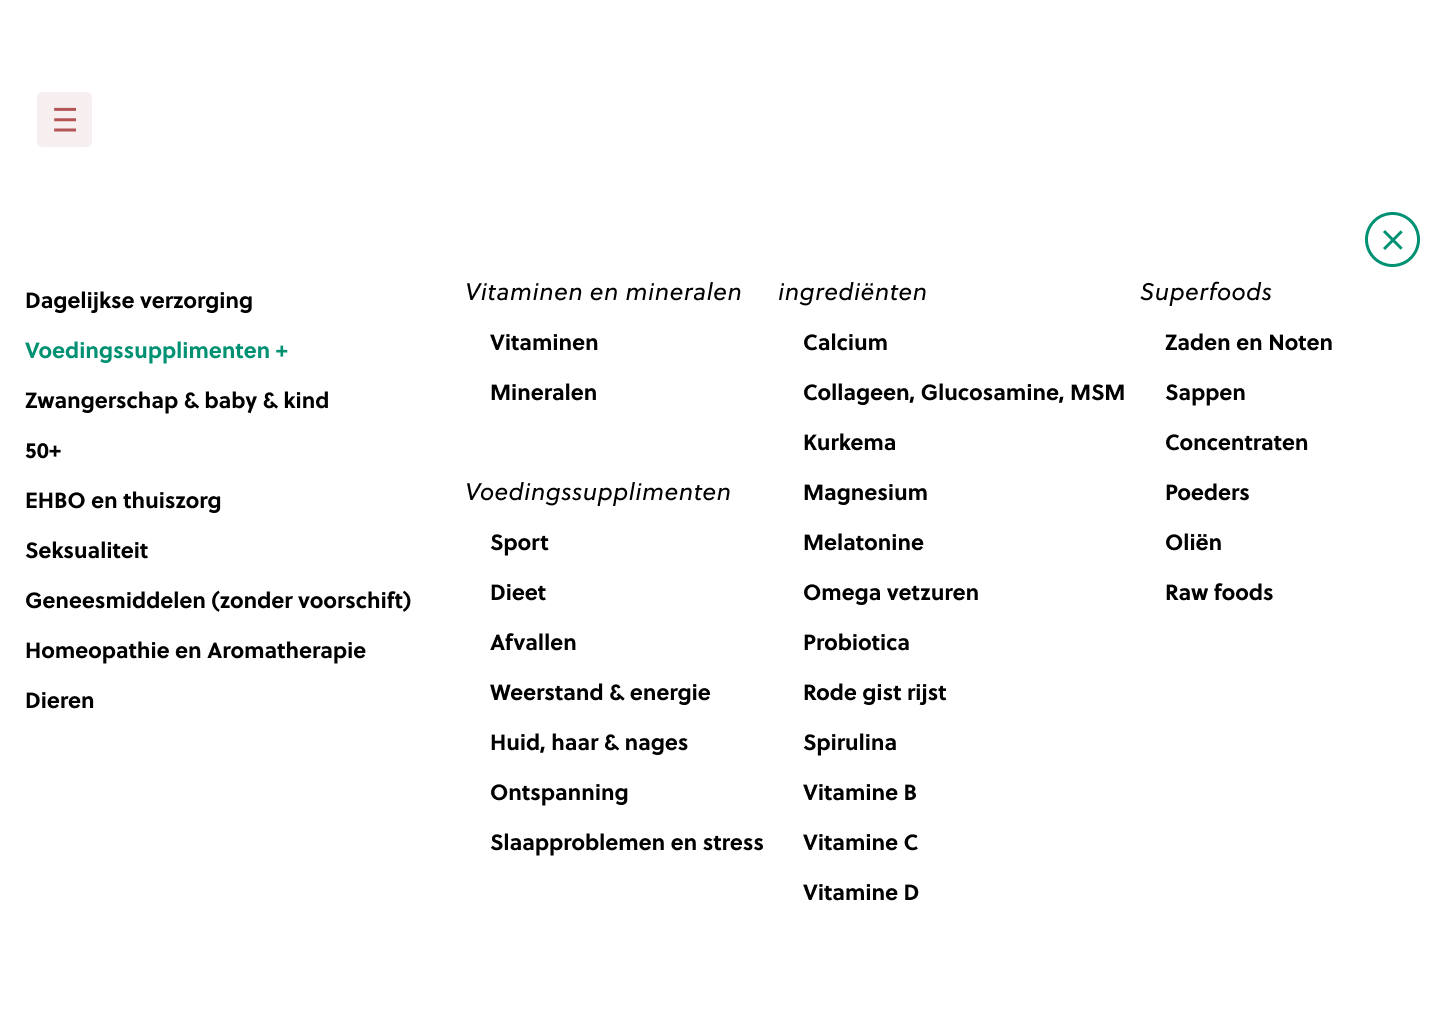 Dagelijkse verzorging
Voedingssupplimenten +
Zwangerschap & baby & kind
50+
EHBO en thuiszorg
Seksualiteit
Geneesmiddelen (zonder voorschift)
Homeopathie en Aromatherapie
Dieren
Vitaminen en mineralen
Vitaminen
Mineralen
Voedingssupplimenten
Sport
Dieet
Afvallen
Weerstand & energie
Huid, haar & nages
Ontspanning
Slaapproblemen en stress
ingrediënten
Calcium
Collageen, Glucosamine, MSM
Kurkema
Magnesium
Melatonine
Omega vetzuren
Probiotica
Rode gist rijst
Spirulina
Vitamine B
Vitamine C
Vitamine D
Superfoods
Zaden en Noten
Sappen
Concentraten
Poeders
Oliën
Raw foods